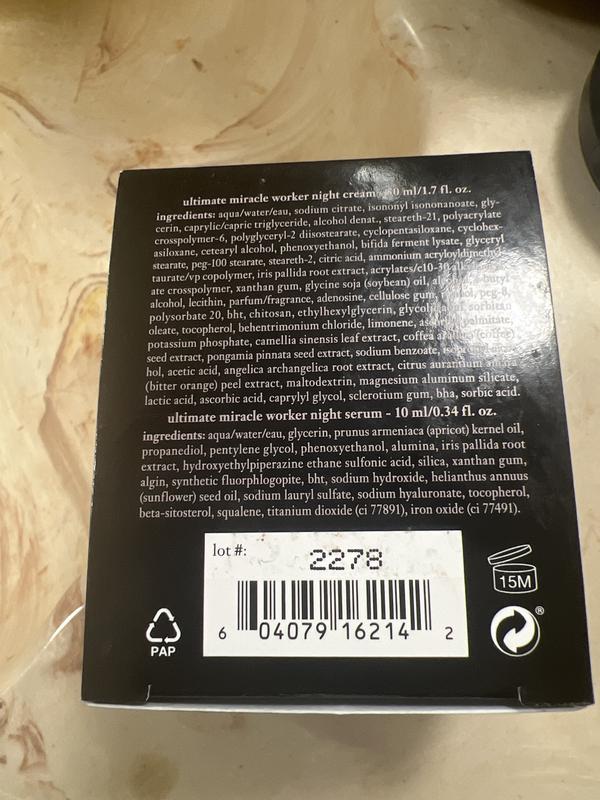 ultimate miracle worker night cream 0 ml/1.7 fl. oz.
ingredients: aqua/water/eau, sodium citrate, isononyl isononanoate, gly-
cerin, caprylic/capric triglyceride, alcohol denat., steareth-21, polyacrylate
crosspolymer-6, polyglyceryl-2 diisostearate, cyclopentasiloxane, cyclohex-
asiloxane, cetearyl alcohol, phenoxyethanol, bifida ferment lysate, glyceryl
stearate, peg-100 stearate, steareth-2, citric acid, ammonium acryloyldimethyl-
taurate/vp copolymer, iris pallida root extract, acrylates/c10-30
ate crosspolymer, xanthan gum, glycine soja (soybean) oil, butyl
alcohol, lecithin, parfum/fragrance, adenosine, cellulose gum, peg-8,
polysorbate 20, bht, chitosan, ethylhexylglycerin, sorbitan
oleate, tocopherol, behentrimonium chloride, limonene, palmitate,
potassium phosphate, camellia sinensis leaf extract, coffea (coffee)
seed extract, pongamia pinnata seed extract, sodium benzoate,
hol, acetic acid, angelica archangelica root extract, citrus aurantium amara
(bitter orange) peel extract, maltodextrin, magnesium aluminum silicate,
lactic acid, ascorbic acid, caprylyl glycol, sclerotium gum, bha, sorbic acid.
ultimate miracle worker night serum - 10 ml/0.34 fl. oz.
ingredients: aqua/water/eau, glycerin, prunus armeniaca (apricot) kernel oil,
propanediol, pentylene glycol, phenoxyethanol, alumina, iris pallida root
extract, hydroxyethylpiperazine ethane sulfonic acid, silica, xanthan gum,
algin, synthetic fluorphlogopite, bht, sodium hydroxide, helianthus annuus
(sunflower) seed oil, sodium lauryl sulfate, sodium hyaluronate, tocopherol,
beta-sitosterol, squalene, titanium dioxide (ci 77891), iron oxide (ci 77491).
lot #:
2278
15M
6 04079 16214 2
®
PAP